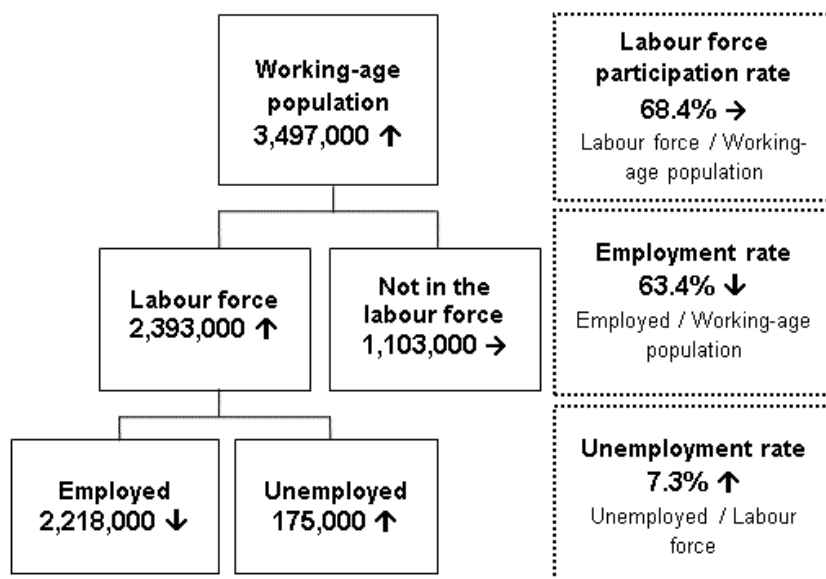 Working-age
population
3,497,000 ↑
Labour force
2,393,000 ↑
Not in the
labour force
1,103,000 →
Employed
2,218,000 ↓
Unemployed
175,000 ↑
Labour force
participation rate
68.4% →
Labour force / Working-
age population
Employment rate
63.4% ↓
Employed / Working-age
population
Unemployment rate
7.3% ↑
Unemployed / Labour
force